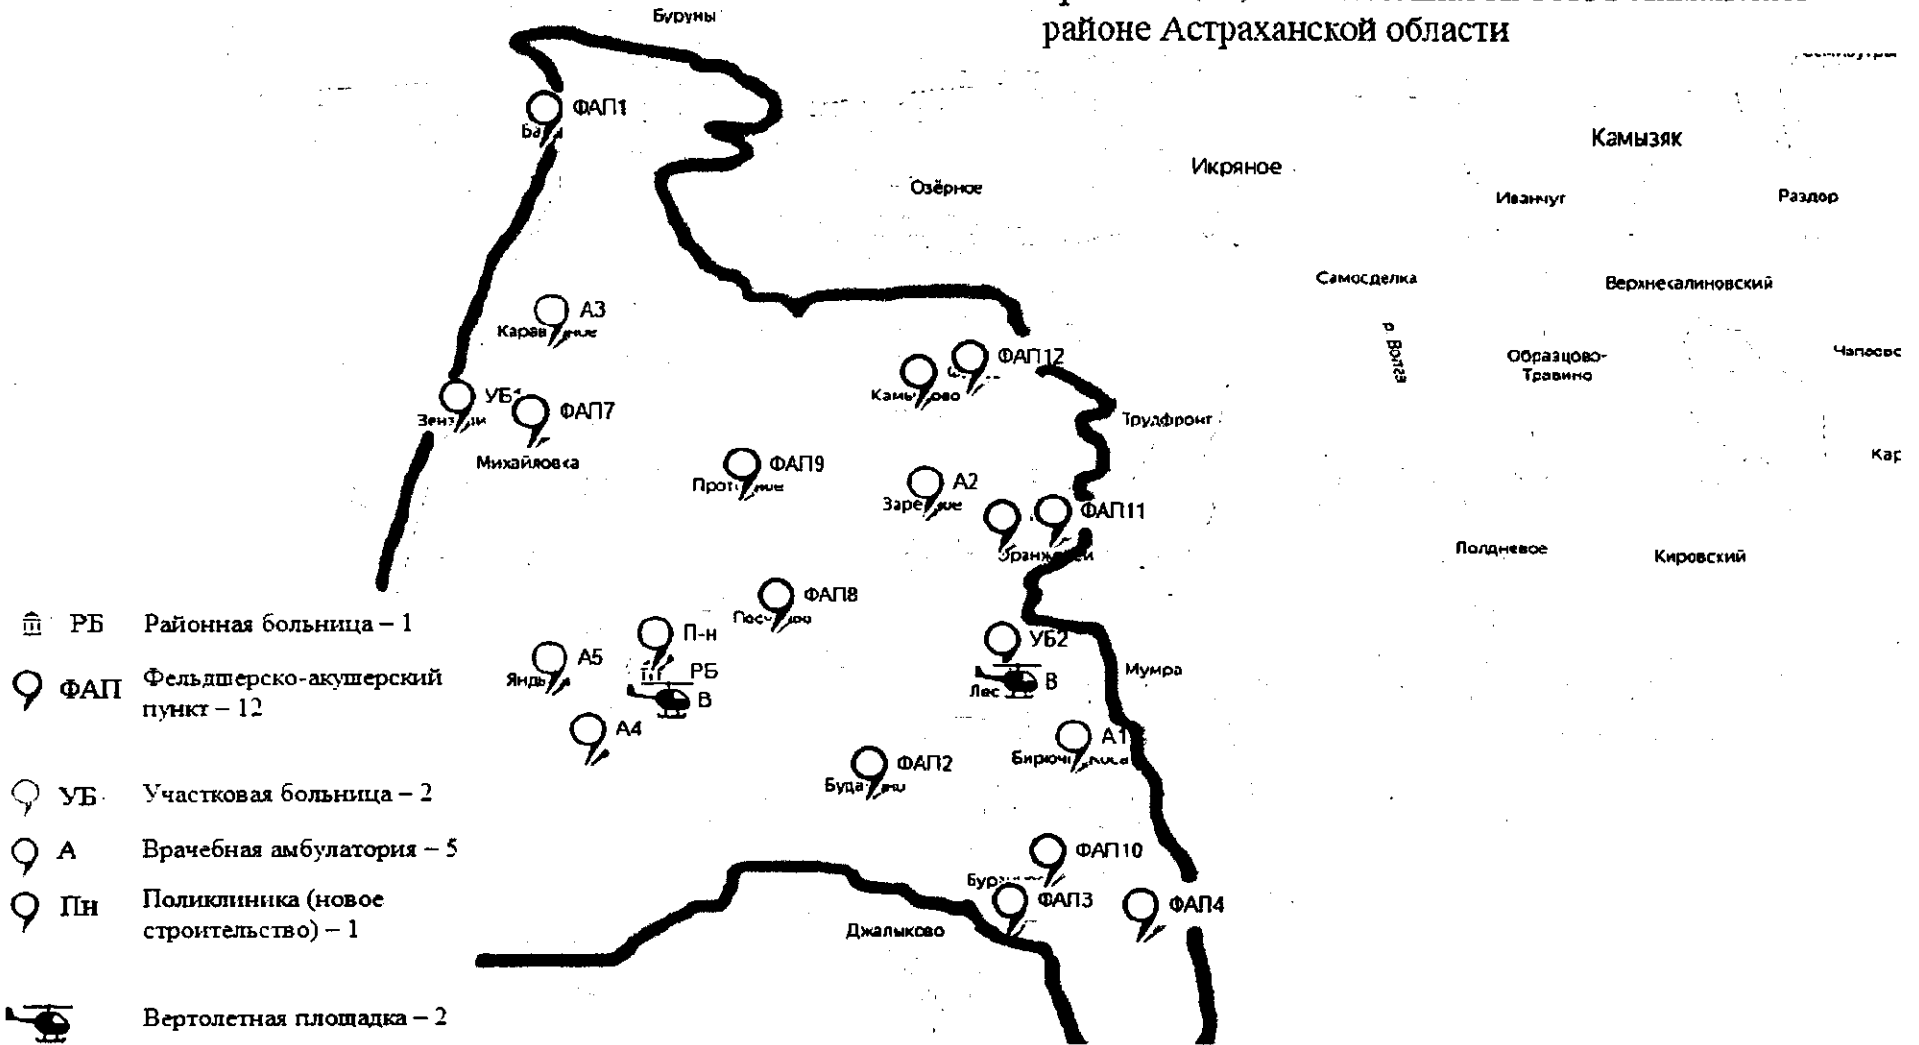 районе Астраханской области
Буруны
ФАП1
Камызяк
Икряное
Озёрное
Иванчуг
Раздор
Самосделка
Верхнекалиновский
А3
р. Волга
ФАП12
Образцово-
Травино
УБ1
ФАП7
Трудфронт
Михайловка
Кар
ФАП9
А2
ФАП11
Полдневое
Кировский
ФАП8
П-н
УБ2
А5
РБ
Мумра
В
Лес
В
А4
А1
ФАП2
ФАП10
ФАП3
ФАП4
Джалыково
РБ Районная больница – 1
ФАП Фельдшерско-акушерский
пункт – 12
УБ Участковая больница – 2
А Врачебная амбулатория – 5
Пн Поликлиника (новое
строительство) – 1
Вертолетная площадка – 2